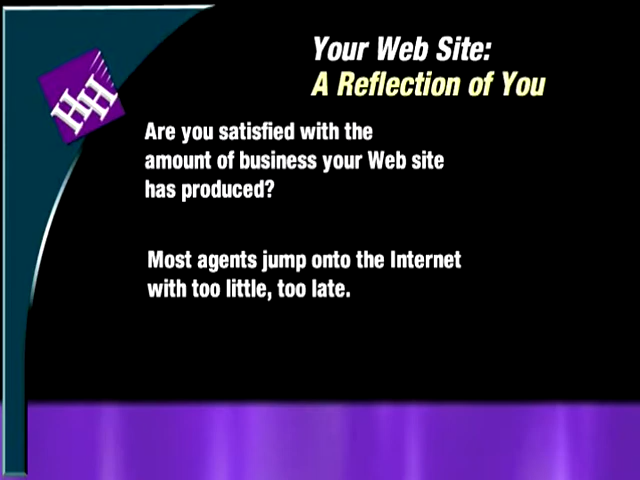 HH
Your Web Site:
A Reflection of You
Are you satisfied with the
amount of business your Web site
has produced?
Most agents jump onto the Internet
with too little, too late.